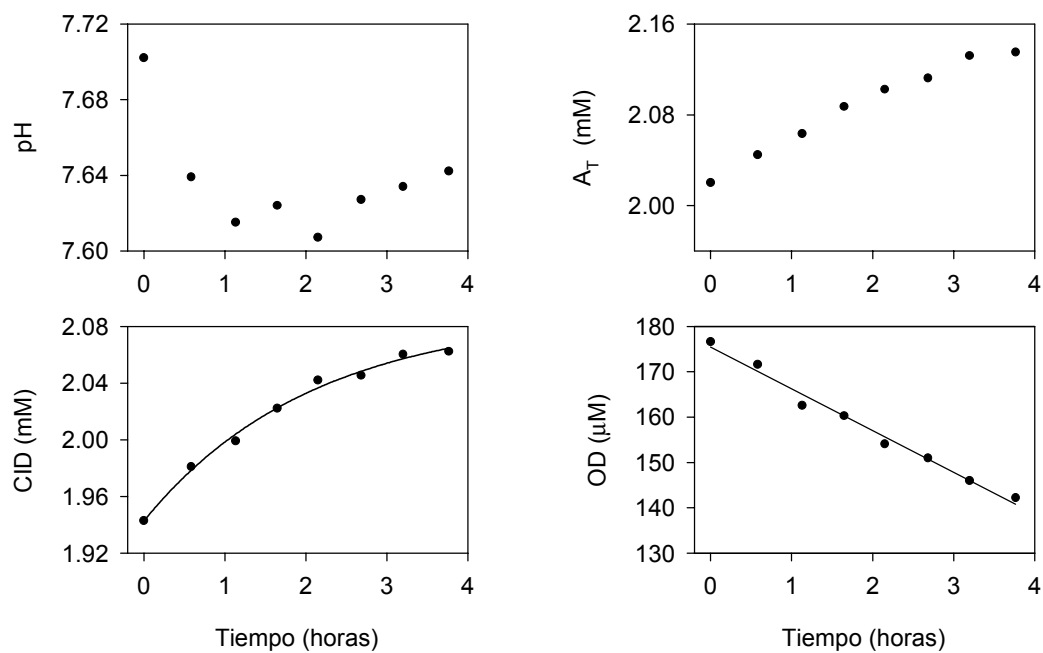 7.72
7.68
7.64
7.60
pH
0 1 2 3 4
2.16
2.08
2.00
A_T (mM)
0 1 2 3 4
2.08
2.04
2.00
1.96
1.92
CID (mM)
0 1 2 3 4
Tiempo (horas)
180
170
160
150
140
130
OD (µM)
0 1 2 3 4
Tiempo (horas)